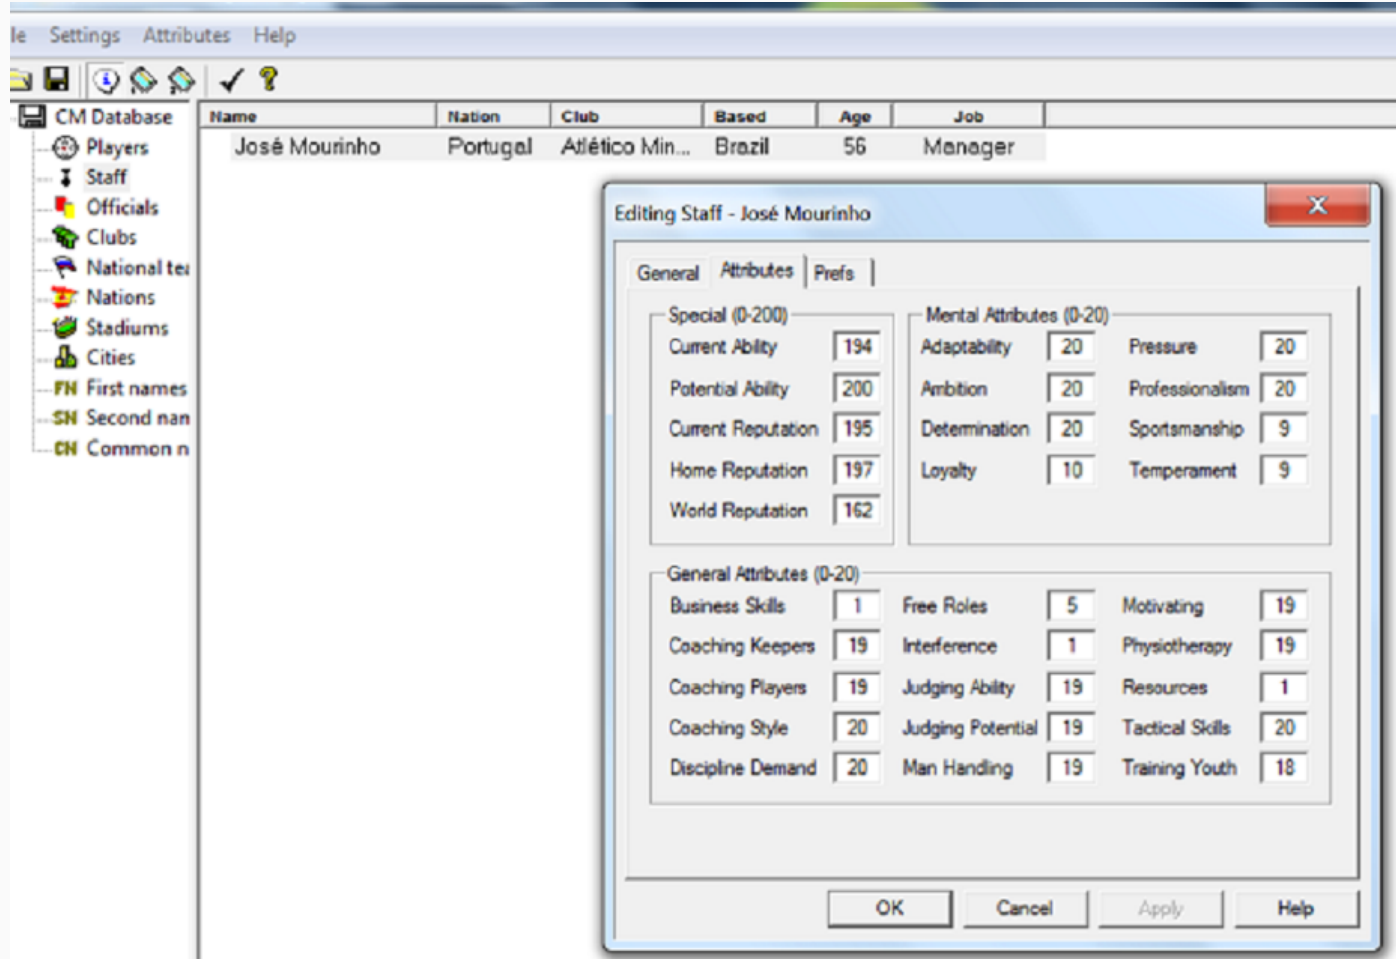 le Settings Attributes Help
CM Database
Players
Staff
Officials
Clubs
National tea
Nations
Stadiums
Cities
FN First names
SN Second nan
CN Common n
Name Nation Club Based Age Job
José Mourinho Portugal Atlético Min... Brazil 56 Manager
Editing Staff - José Mourinho
General Attributes Prefs
Special (0-200)
Current Ability 194
Potential Ability 200
Current Reputation 195
Home Reputation 197
World Reputation 162
Mental Attributes (0-20)
Adaptability 20 Pressure 20
Ambition 20 Professionalism 20
Determination 20 Sportsmanship 9
Loyalty 10 Temperament 9
General Attributes (0-20)
Business Skills 1 Free Roles 5 Motivating 19
Coaching Keepers 19 Interference 1 Physiotherapy 19
Coaching Players 19 Judging Ability 19 Resources 1
Coaching Style 20 Judging Potential 19 Tactical Skills 20
Discipline Demand 20 Man Handling 19 Training Youth 18
OK Cancel Apply Help